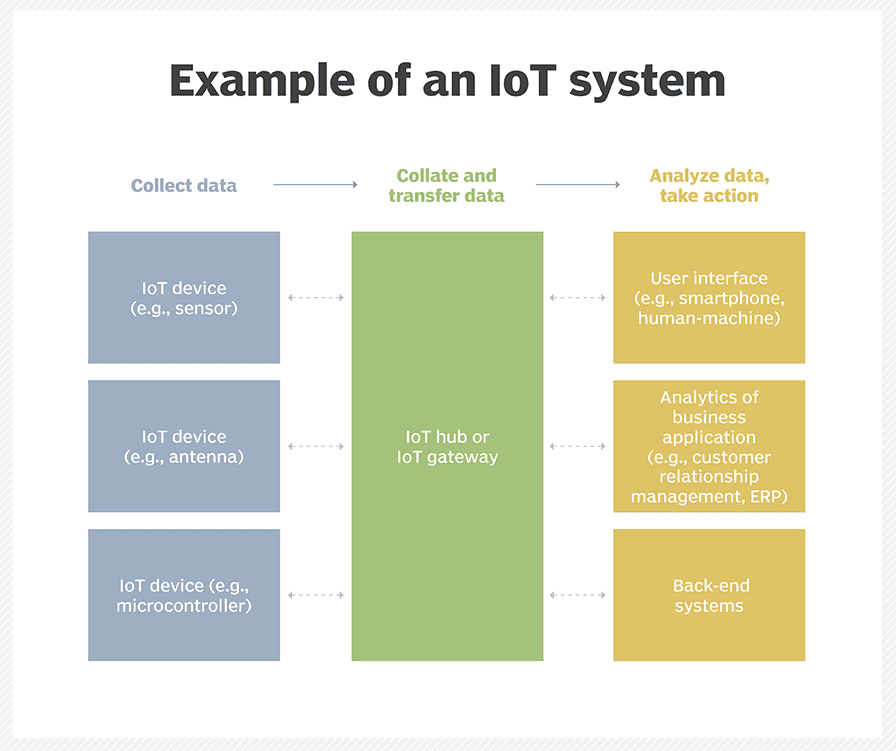 Example of an IoT system
Collect data
Collate and
transfer data
Analyze data,
take action
IoT device
(e.g., sensor)
IoT device
(e.g., antenna)
IoT device (e.g.,
microcontroller)
IoT hub or
IoT gateway
User interface
(e.g., smartphone,
human-machine)
Analytics of
business
application
(e.g., customer
relationship
management, ERP)
Back-end
systems